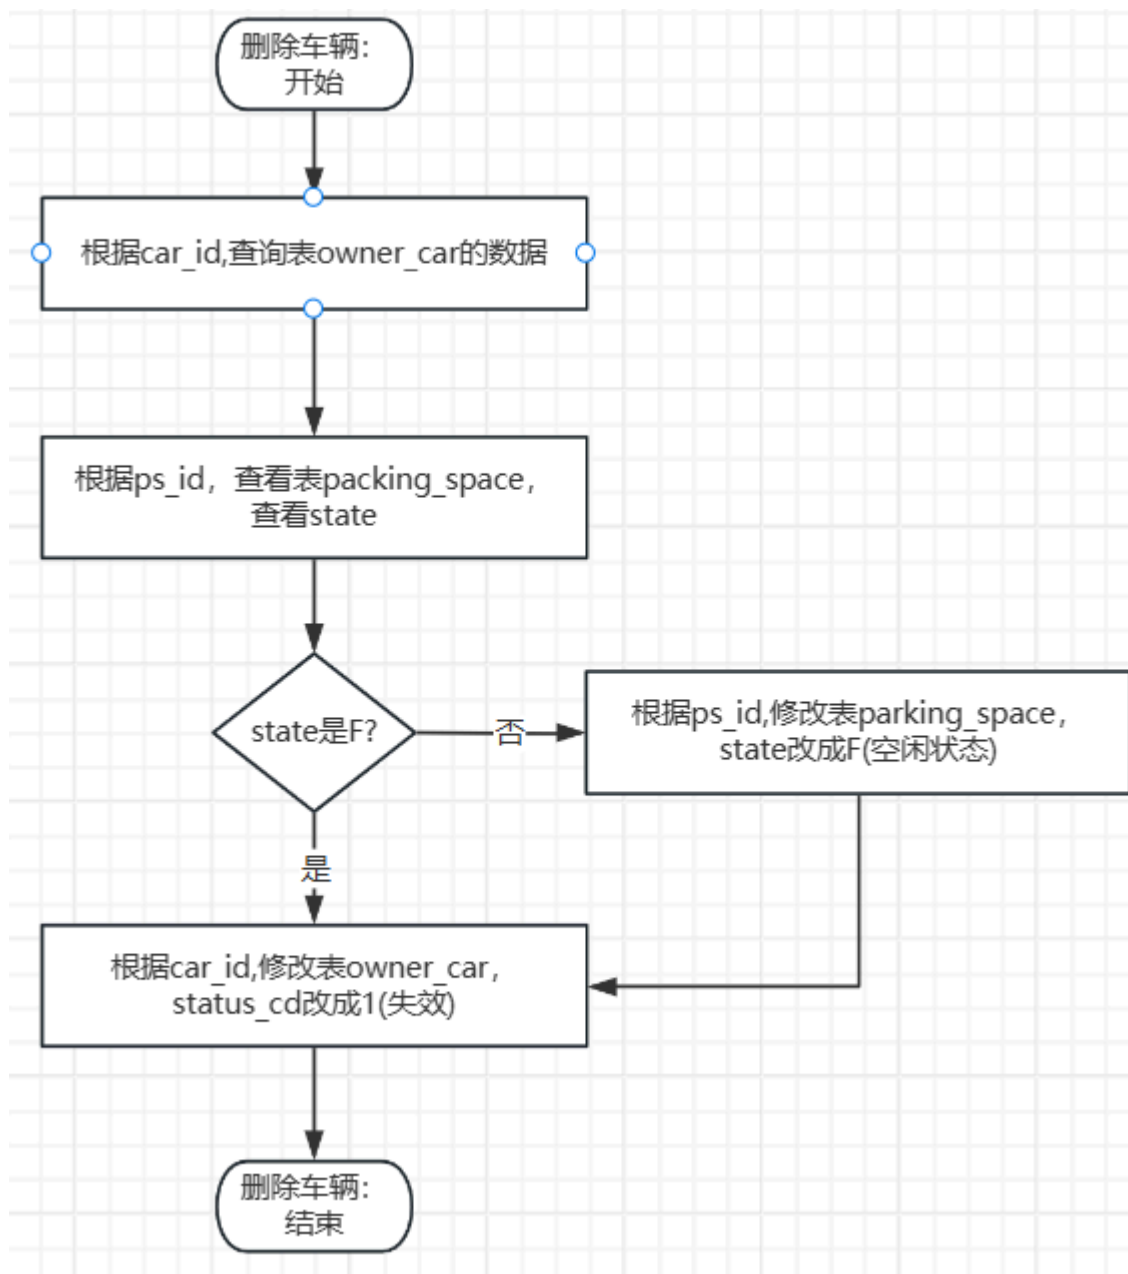 删除车辆：
开始
根据car_id,查询表owner_car的数据
根据ps_id，查看表packing_space，
查看state
state是F?
否
根据ps_id,修改表parking_space，
state改成F(空闲状态)
是
根据car_id,修改表owner_car，
status_cd改成1(失效)
删除车辆：
结束